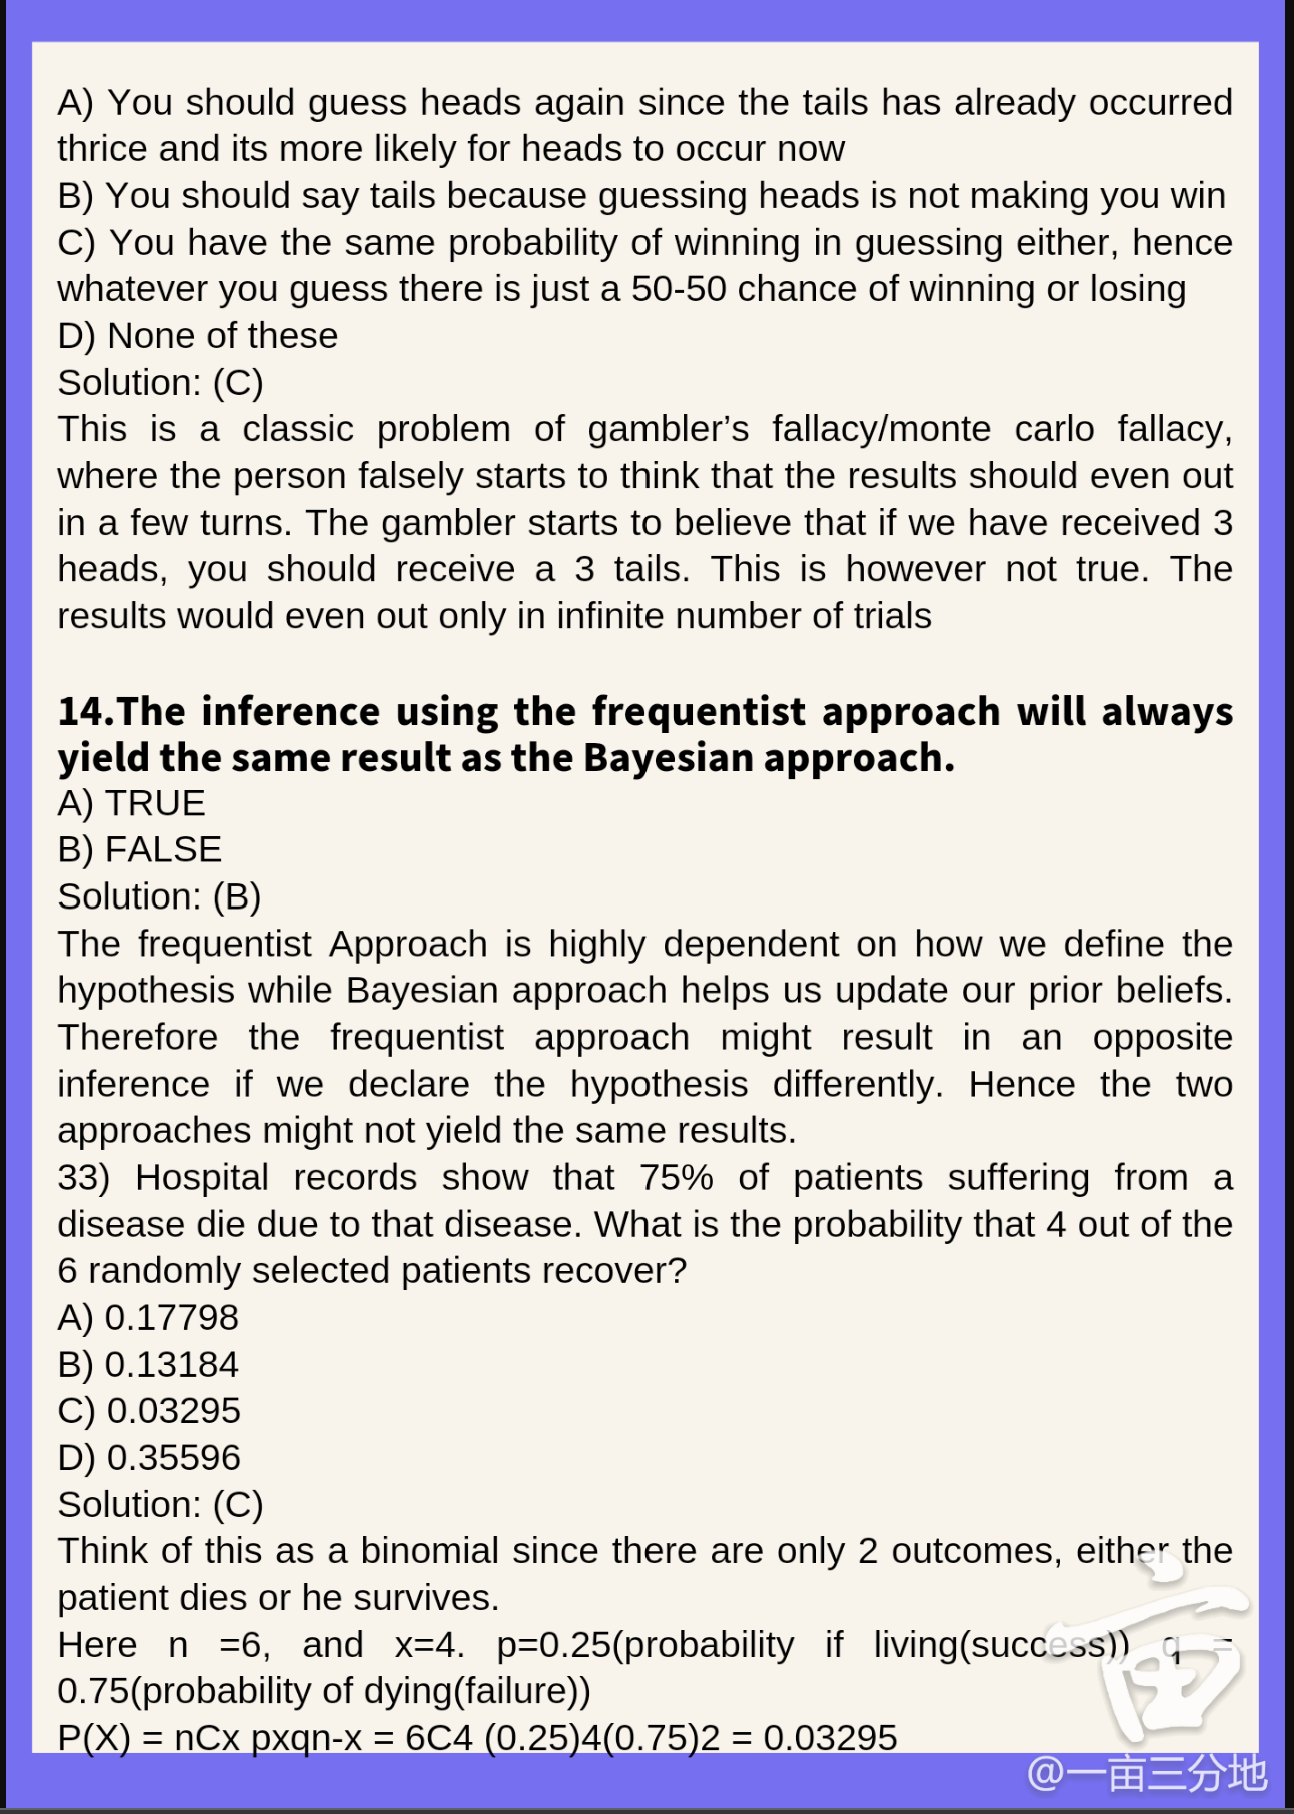 A) You should guess heads again since the tails has already occurred
thrice and its more likely for heads to occur now
B) You should say tails because guessing heads is not making you win
C) You have the same probability of winning in guessing either, hence
whatever you guess there is just a 50-50 chance of winning or losing
D) None of these
Solution: (C)
This is a classic problem of gambler’s fallacy/monte carlo fallacy,
where the person falsely starts to think that the results should even out
in a few turns. The gambler starts to believe that if we have received 3
heads, you should receive a 3 tails. This is however not true. The
results would even out only in infinite number of trials
14.The inference using the frequentist approach will always
yield the same result as the Bayesian approach.
A) TRUE
B) FALSE
Solution: (B)
The frequentist Approach is highly dependent on how we define the
hypothesis while Bayesian approach helps us update our prior beliefs.
Therefore the frequentist approach might result in an opposite
inference if we declare the hypothesis differently. Hence the two
approaches might not yield the same results.
33) Hospital records show that 75% of patients suffering from a
disease die due to that disease. What is the probability that 4 out of the
6 randomly selected patients recover?
A) 0.17798
B) 0.13184
C) 0.03295
D) 0.35596
Solution: (C)
Think of this as a binomial since there are only 2 outcomes, either the
patient dies or he survives.
Here n =6, and x=4. p=0.25(probability if living(success)) q =
0.75(probability of dying(failure))
P(X) = nCx pxqn-x = 6C4 (0.25)4(0.75)2 = 0.03295
@一亩三分地